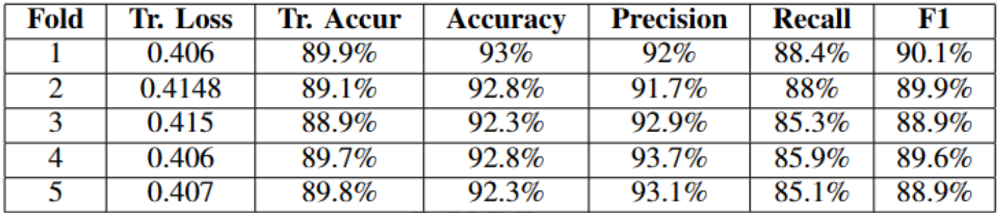 Fold Tr. Loss Tr. Accur Accuracy Precision Recall F1
1 0.406 89.9% 93% 92% 88.4% 90.1%
2 0.4148 89.1% 92.8% 91.7% 88% 89.9%
3 0.415 88.9% 92.3% 92.9% 85.3% 88.9%
4 0.406 89.7% 92.8% 93.7% 85.9% 89.6%
5 0.407 89.8% 92.3% 93.1% 85.1% 88.9%